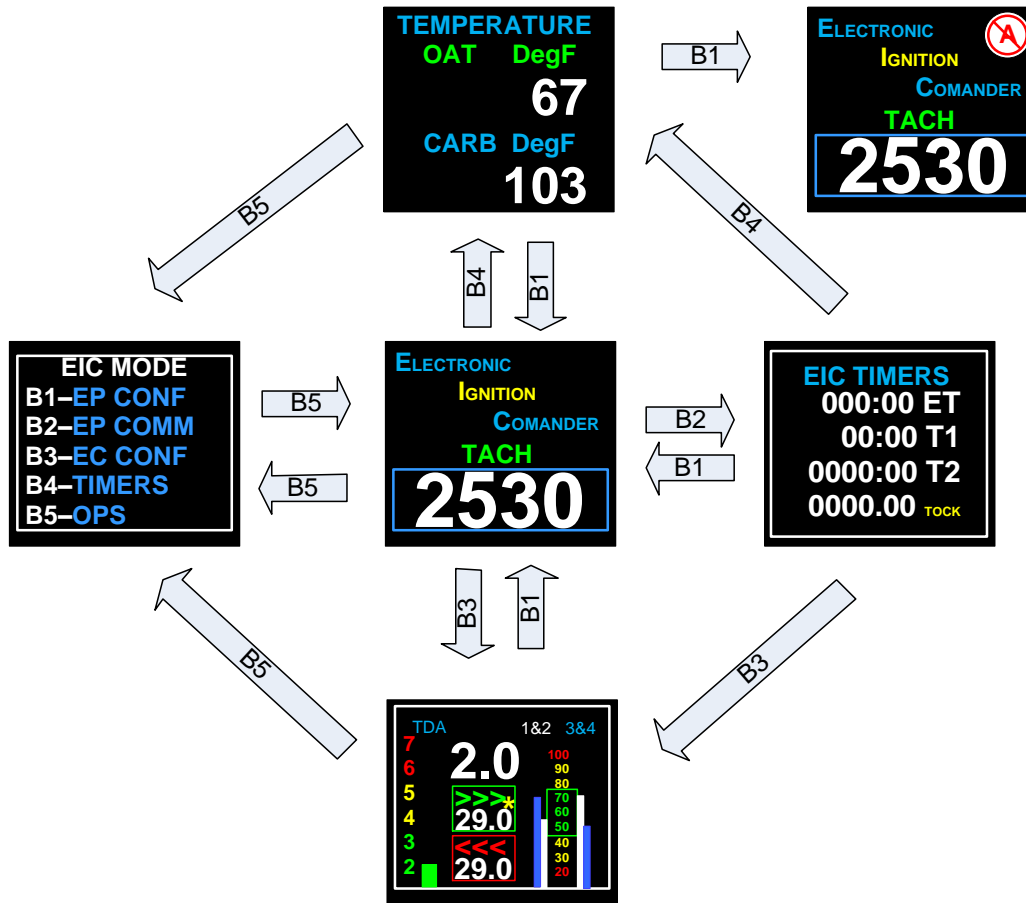 TEMPERATURE
OAT DegF
67
CARB DegF
103
B1
ELECTRONIC
IGNITION
COMANDER
A
TACH
2530
B5
B4
B1
B4
EIC MODE
B1–EP CONF
B2–EP COMM
B3–EC CONF
B4–TIMERS
B5–OPS
B5
B5
ELECTRONIC
IGNITION
COMANDER
TACH
2530
B2
B1
EIC TIMERS
000:00 ET
00:00 T1
0000:00 T2
0000.00 TOCK
B5
B3
B1
B3
TDA 1&2 3&4
7
6
5
4
3
2
2.0
>>>*
29.0
<<<
29.0
100
90
80
70
60
50
40
30
20